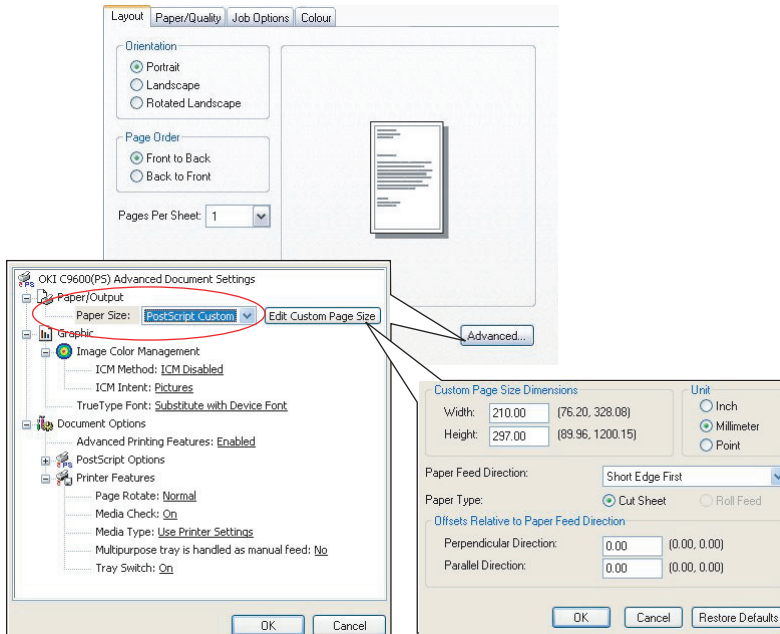 Layout Paper/Quality Job Options Colour
Orientation
Portrait
Landscape
Rotated Landscape
Page Order
Front to Back
Back to Front
Pages Per Sheet: 1
Advanced...
OKI C9600(PS) Advanced Document Settings
Paper/Output
Paper Size: PostScript Custom Edit Custom Page Size
Graphic
Image Color Management
ICM Method: ICM Disabled
ICM Intent: Pictures
TrueType Font: Substitute with Device Font
Document Options
Advanced Printing Features: Enabled
PostScript Options
Printer Features
Page Rotate: Normal
Media Check: On
Media Type: Use Printer Settings
Multipurpose tray is handled as manual feed: No
Tray Switch: On
OK Cancel
Custom Page Size Dimensions
Width: 210.00 (76.20, 328.08)
Height: 297.00 (89.96, 1200.15)
Unit
Inch
Millimeter
Point
Paper Feed Direction: Short Edge First
Paper Type: Cut Sheet Roll Feed
Offsets Relative to Paper Feed Direction
Perpendicular Direction: 0.00 (0.00, 0.00)
Parallel Direction: 0.00 (0.00, 0.00)
OK Cancel Restore Defaults